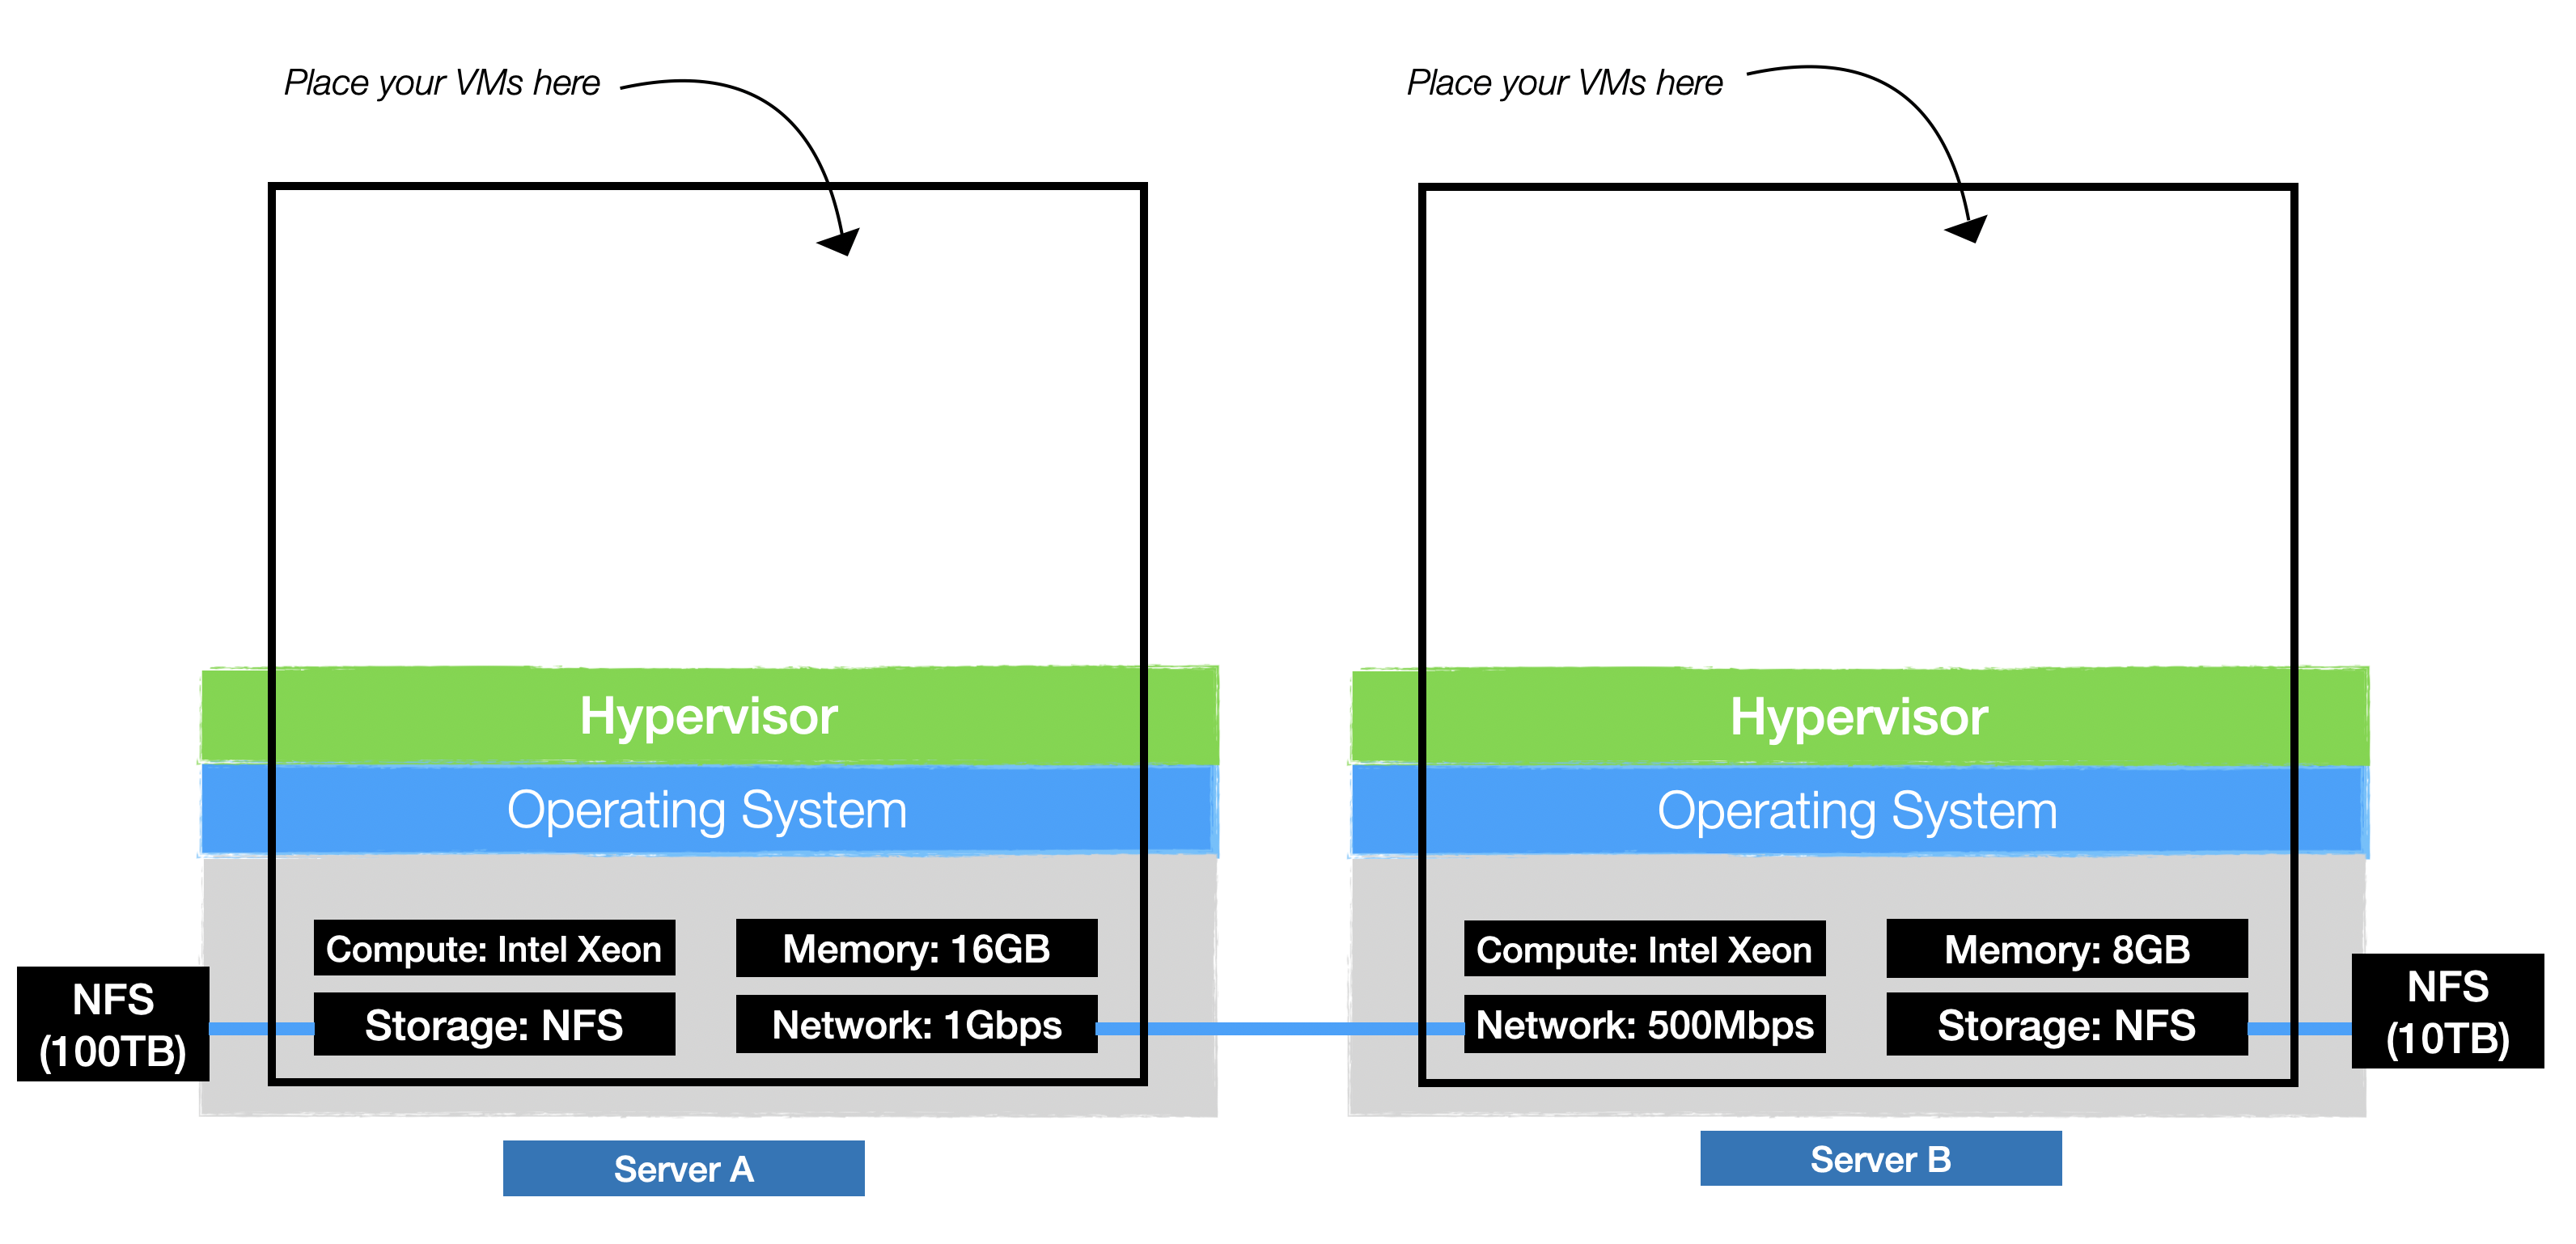 Place your VMs here
Place your VMs here
Hypervisor
Hypervisor
Operating System
Operating System
Compute: Intel Xeon
Memory: 16GB
Compute: Intel Xeon
Memory: 8GB
NFS
(100TB)
Storage: NFS
Network: 1Gbps
Network: 500Mbps
Storage: NFS
NFS
(10TB)
Server A
Server B